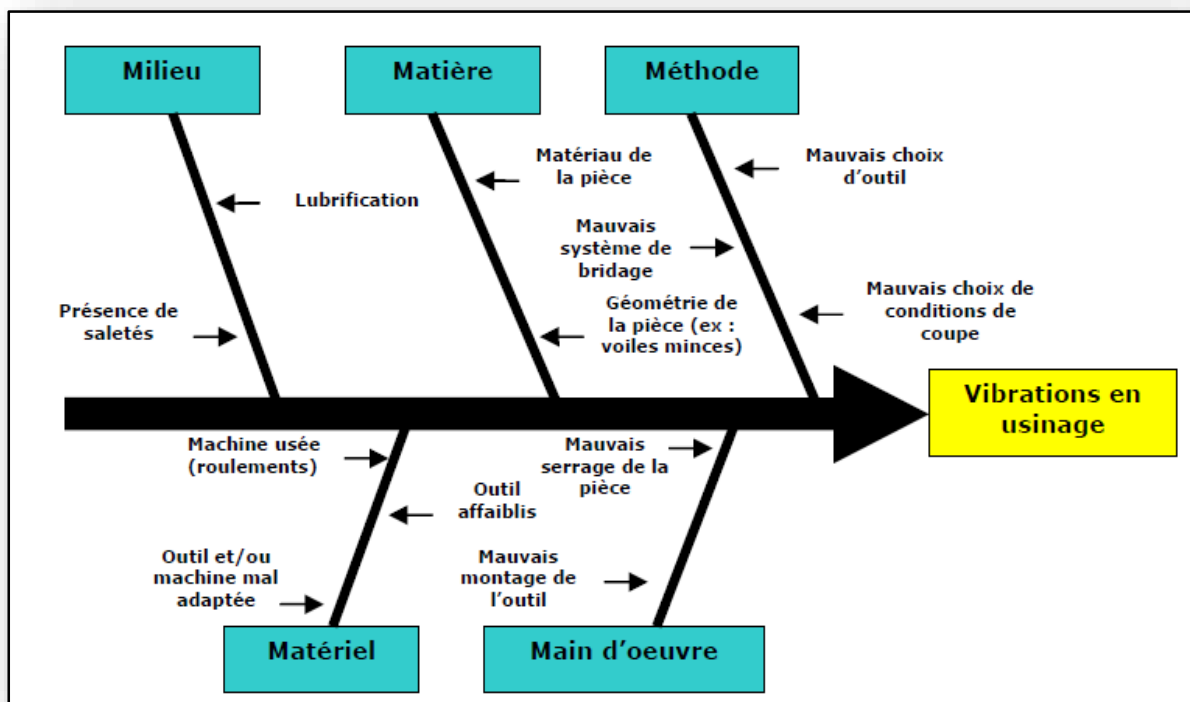 Milieu
Matière
Méthode
Matériau de
la pièce
Mauvais choix
d’outil
Lubrification
Mauvais
système de
bridage
Présence de
saletés
Géométrie de
la pièce (ex :
voiles minces)
Mauvais choix de
conditions de
coupe
Vibrations en
usinage
Machine usée
(roulements)
Mauvais
serrage de la
pièce
Outil
affaiblis
Outil et/ou
machine mal
adaptée
Mauvais
montage de
l’outil
Matériel
Main d’oeuvre